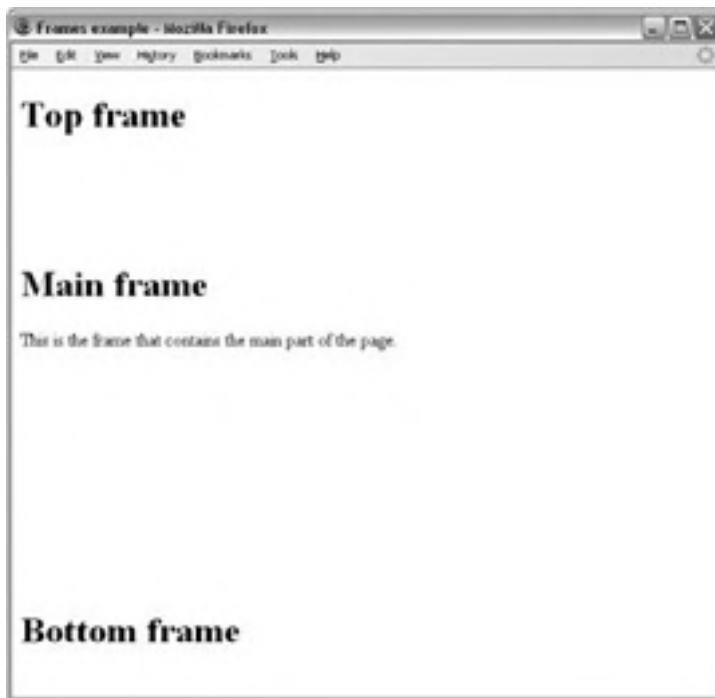 Frames example - Mozilla Firefox
File Edit View History Bookmarks Tools Help
Top frame
Main frame
This is the frame that contains the main part of the page.
Bottom frame